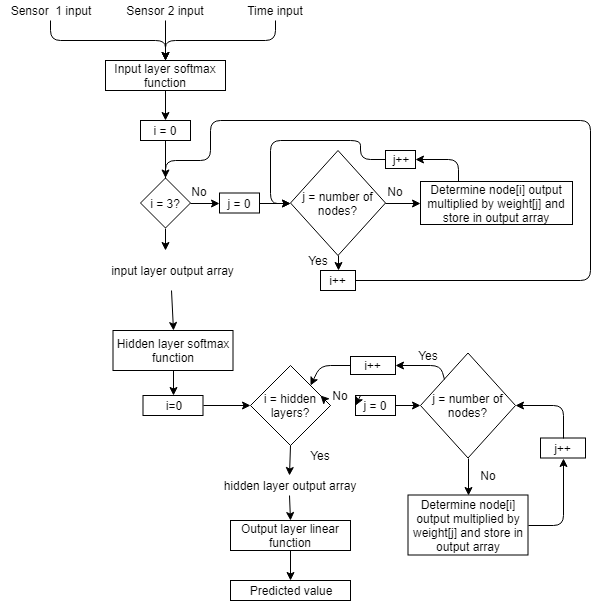 Sensor 1 input
Sensor 2 input
Time input
Input layer softmax
function
i = 0
i = 3?
No
j = 0
j = number of
nodes?
No
j++
Determine node[i] output
multiplied by weight[j] and
store in output array
Yes
i++
input layer output array
Hidden layer softmax
function
i=0
i = hidden
layers?
No
j = 0
j = number of
nodes?
Yes
i++
No
j++
Determine node[i]
output multiplied by
weight[j] and store in
output array
Yes
hidden layer output array
Output layer linear
function
Predicted value